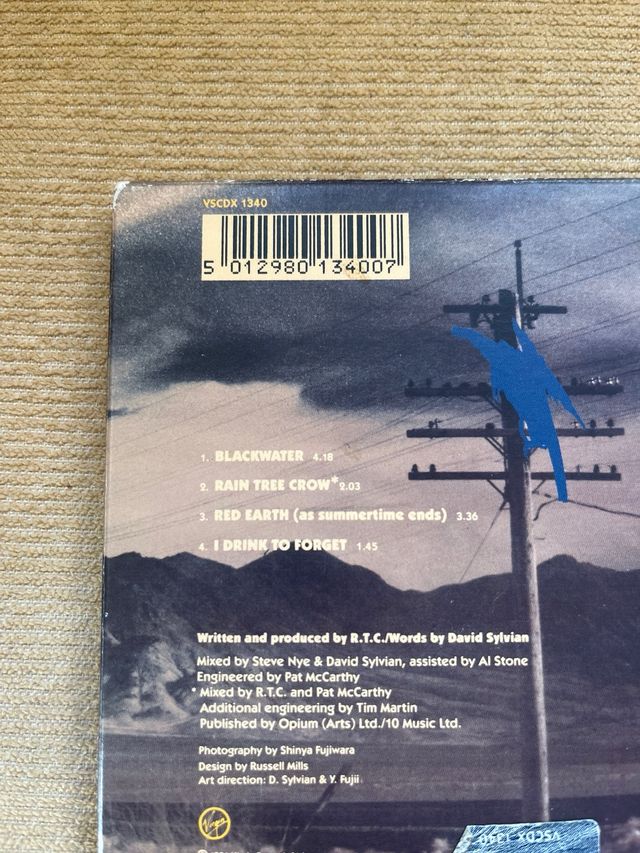 VSCDX 1340
5 012980 134007
1. BLACKWATER 4.18
2. RAIN TREE CROW* 2.03
3. RED EARTH (as summertime ends) 3.36
4. I DRINK TO FORGET 1.45
Written and produced by R.T.C./Words by David Sylvian
Mixed by Steve Nye & David Sylvian, assisted by Al Stone
Engineered by Pat McCarthy
* Mixed by R.T.C. and Pat McCarthy
Additional engineering by Tim Martin
Published by Opium (Arts) Ltd./10 Music Ltd.
Photography by Shinya Fujiwara
Design by Russell Mills
Art direction: D. Sylvian & Y. Fujii
Virgin
VSCDX 1340